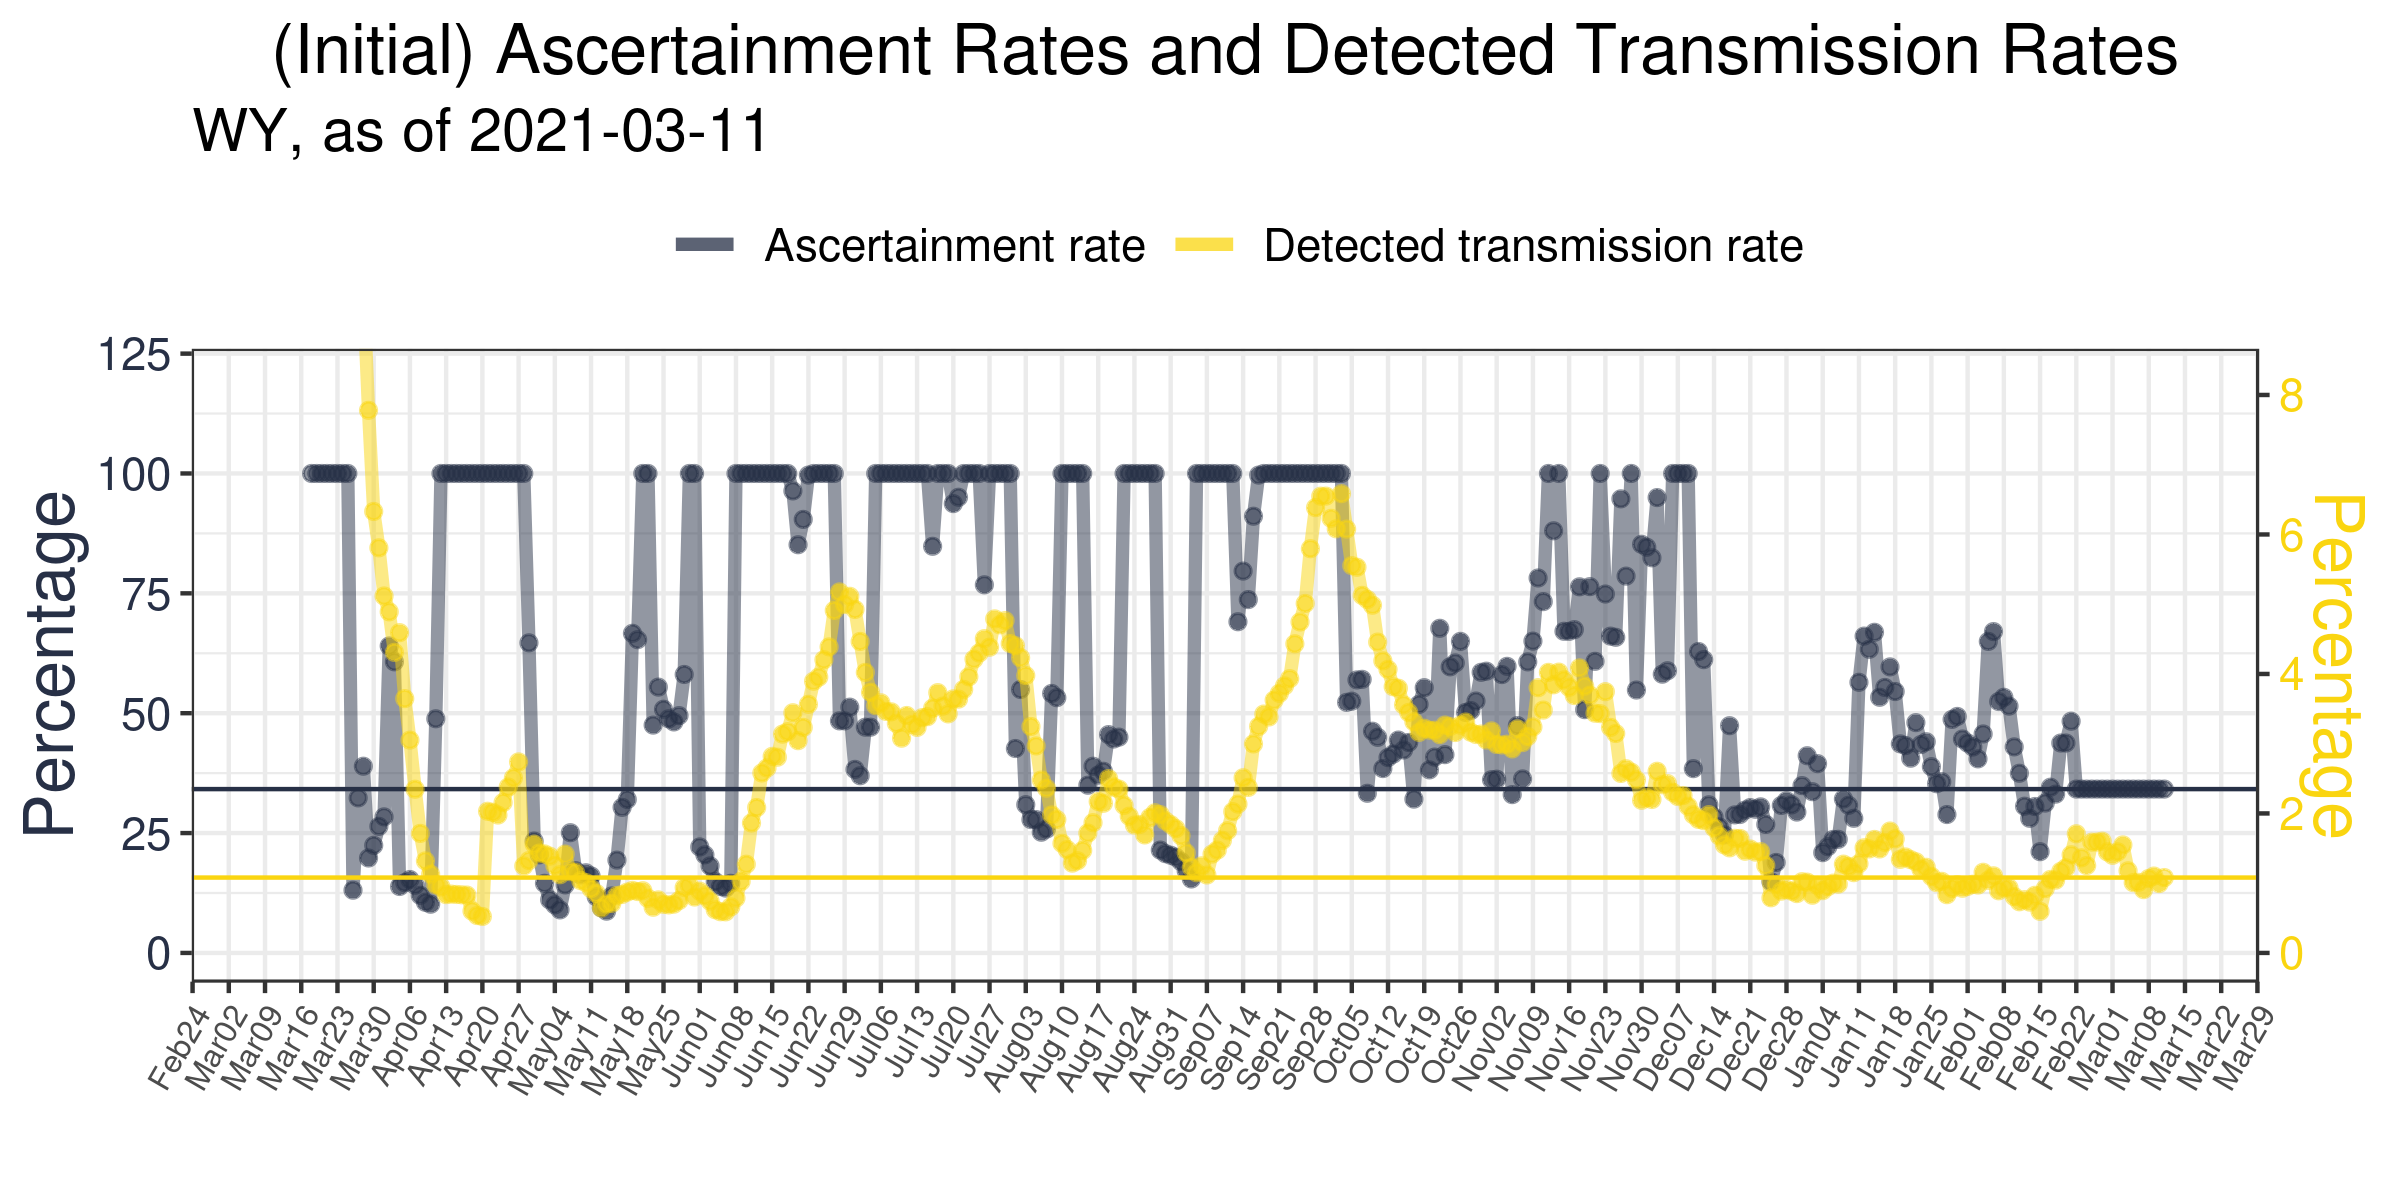 (Initial) Ascertainment Rates and Detected Transmission Rates
WY, as of 2021-03-11
Ascertainment rate
Detected transmission rate
Percentage
125
100
75
50
25
0
8
6
4
2
0
Percentage
Feb24
Mar02
Mar09
Mar16
Mar23
Mar30
Apr06
Apr13
Apr20
Apr27
May04
May11
May18
May25
Jun01
Jun08
Jun15
Jun22
Jun29
Jul06
Jul13
Jul20
Jul27
Aug03
Aug10
Aug17
Aug24
Aug31
Sep07
Sep14
Sep21
Sep28
Oct05
Oct12
Oct19
Oct26
Nov02
Nov09
Nov16
Nov23
Nov30
Dec07
Dec14
Dec21
Dec28
Jan04
Jan11
Jan18
Jan25
Feb01
Feb08
Feb15
Feb22
Mar01
Mar08
Mar15
Mar22
Mar29